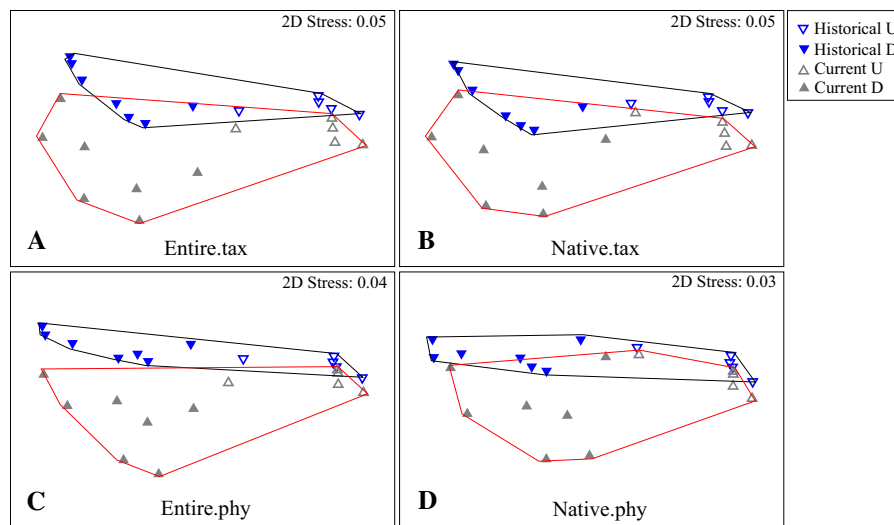 2D Stress: 0.05
A
Entire.tax
2D Stress: 0.05
B
Native.tax
Historical U
Historical D
Current U
Current D
2D Stress: 0.04
C
Entire.phy
2D Stress: 0.03
D
Native.phy